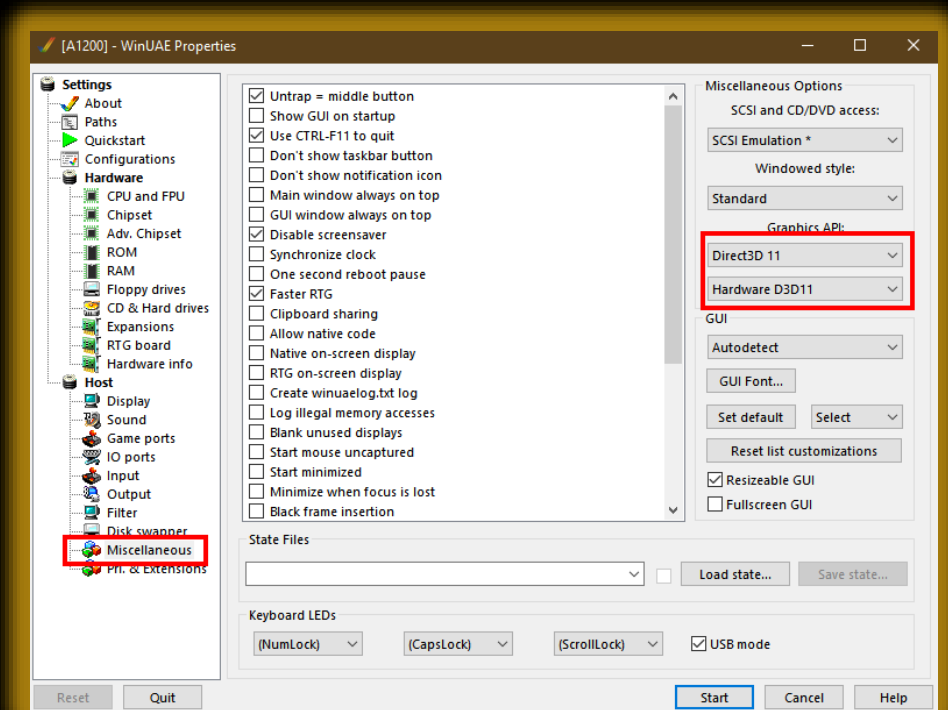 [A1200] - WinUAE Properties
Settings
About
Paths
Quickstart
Configurations
Hardware
CPU and FPU
Chipset
Adv. Chipset
ROM
RAM
Floppy drives
CD & Hard drives
Expansions
RTG board
Hardware info
Host
Display
Sound
Game ports
IO ports
Input
Output
Filter
Disk swapper
Miscellaneous
Pri. & Extensions
Untrap = middle button
Show GUI on startup
Use CTRL-F11 to quit
Don't show taskbar button
Don't show notification icon
Main window always on top
GUI window always on top
Disable screensaver
Synchronize clock
One second reboot pause
Faster RTG
Clipboard sharing
Allow native code
Native on-screen display
RTG on-screen display
Create winuaelog.txt log
Log illegal memory accesses
Blank unused displays
Start mouse uncaptured
Start minimized
Minimize when focus is lost
Black frame insertion
Miscellaneous Options
SCSI and CD/DVD access:
SCSI Emulation *
Windowed style:
Standard
Graphics API:
Direct3D 11
Hardware D3D11
GUI
Autodetect
GUI Font...
Set default Select
Reset list customizations
Resizeable GUI
Fullscreen GUI
State Files
Load state... Save state...
Keyboard LEDs
(NumLock) (CapsLock) (ScrollLock) USB mode
Reset Quit Start Cancel Help